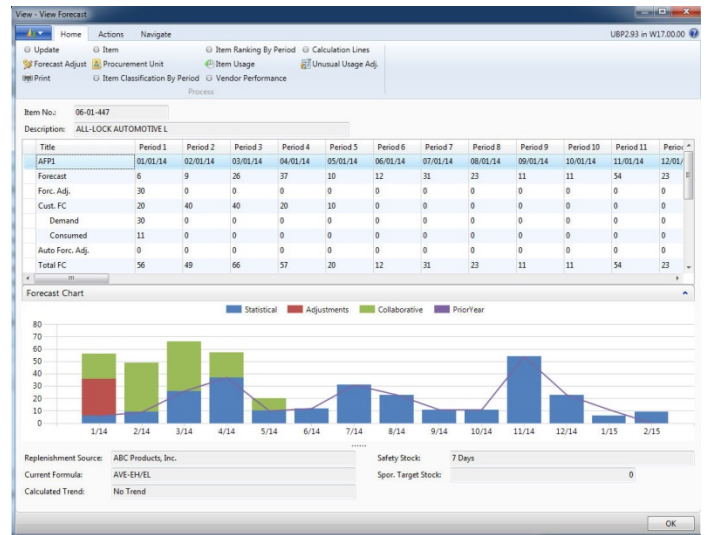 View - View Forecast
Home Actions Navigate UBP2.93 in W17.00.00
Update Item Item Ranking By Period Calculation Lines
Forecast Adjust Procurement Unit Item Usage Unusual Usage Adj.
Print Item Classification By Period Vendor Performance
Process
Item No.: 06-01-447
Description: ALL-LOCK AUTOMOTIVE L
Title Period 1 Period 2 Period 3 Period 4 Period 5 Period 6 Period 7 Period 8 Period 9 Period 10 Period 11 Perio
AFP1 01/01/14 02/01/14 03/01/14 04/01/14 05/01/14 06/01/14 07/01/14 08/01/14 09/01/14 10/01/14 11/01/14 12/01/
Forecast 6 9 26 37 10 12 31 23 11 11 54 23
Forc. Adj. 30 0 0 0 0 0 0 0 0 0 0 0
Cust. FC 20 40 40 20 10 0 0 0 0 0 0 0
Demand 30 0 0 0 0 0 0 0 0 0 0 0
Consumed 11 0 0 0 0 0 0 0 0 0 0 0
Auto Forc. Adj. 0 0 0 0 0 0 0 0 0 0 0 0
Total FC 56 49 66 57 20 12 31 23 11 11 54 23
Forecast Chart
Statistical Adjustments Collaborative PriorYear
80
70
60
50
40
30
20
10
0
1/14 2/14 3/14 4/14 5/14 6/14 7/14 8/14 9/14 10/14 11/14 12/14 1/15 2/15
Replenishment Source: ABC Products, Inc. Safety Stock: 7 Days
Current Formula: AVE-EH/EL Spor. Target Stock: 0
Calculated Trend: No Trend
OK